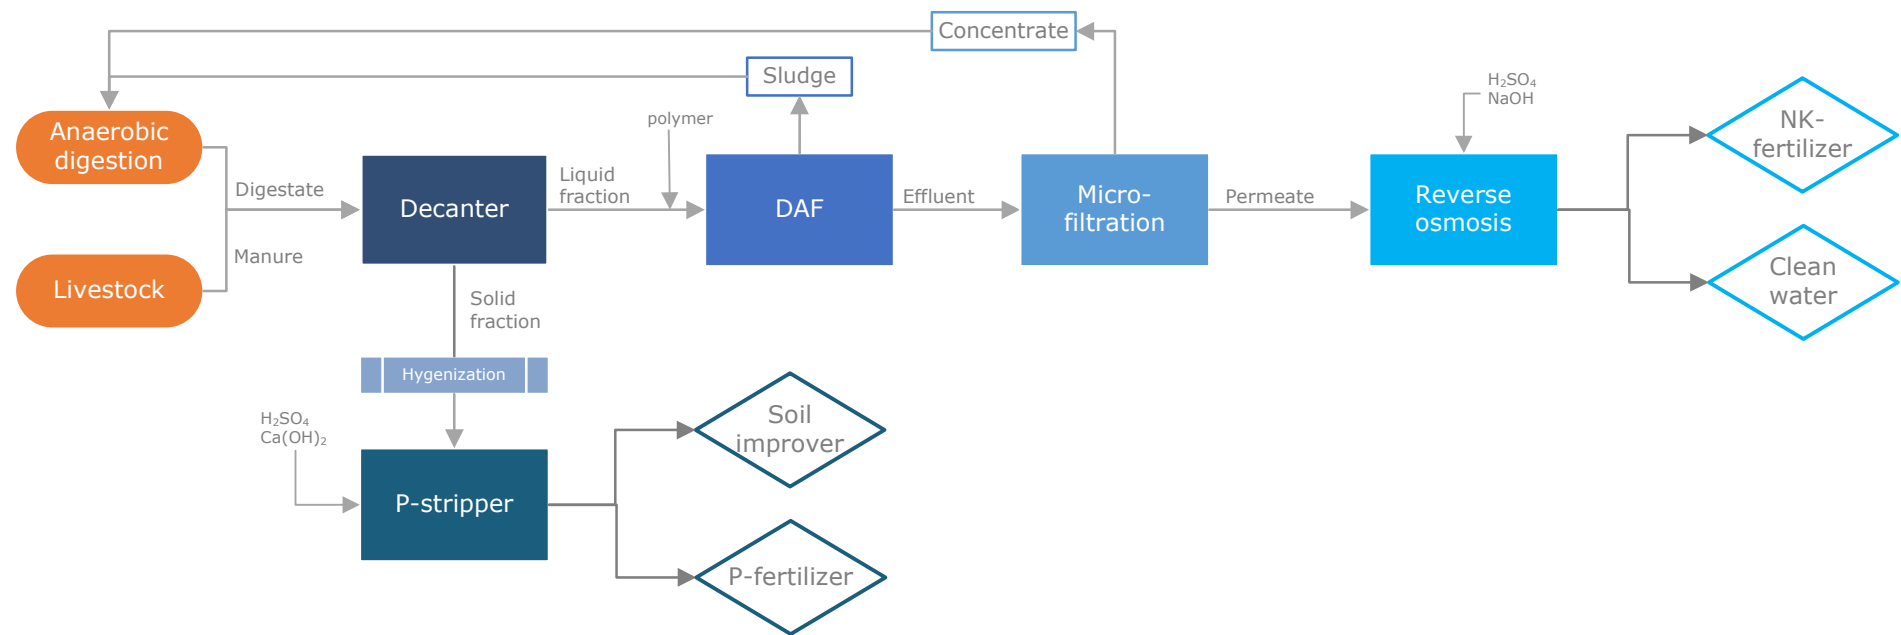 Concentrate
Sludge
H₂SO₄
NaOH
Anaerobic
digestion
polymer
NK-
fertilizer
Digestate
Decanter
Liquid
fraction
DAF
Effluent
Micro-
filtration
Permeate
Reverse
osmosis
Manure
Livestock
Clean
water
Solid
fraction
Hygenization
H₂SO₄
Ca(OH)₂
Soil
improver
P-stripper
P-fertilizer